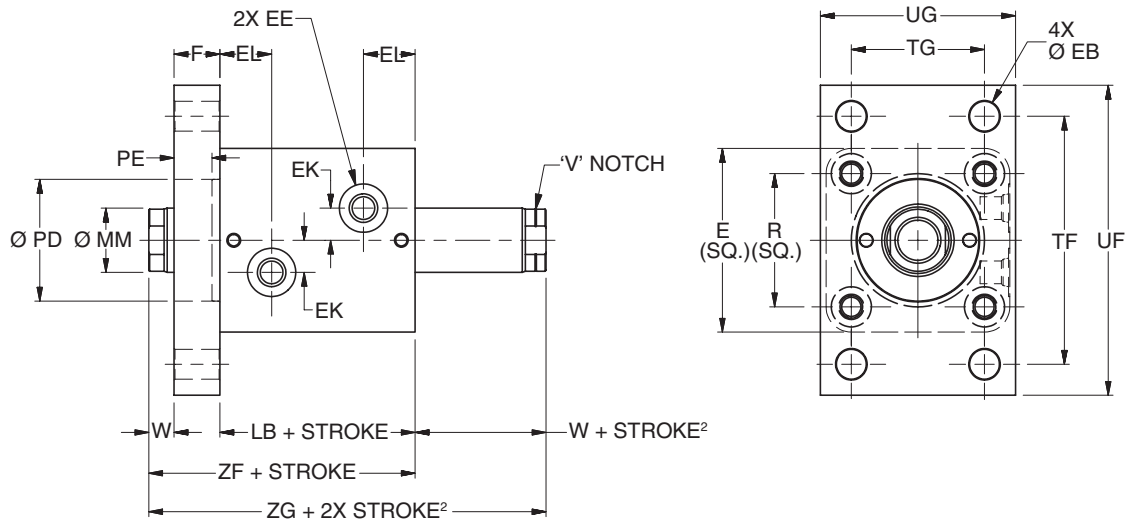 2X EE
F
EL
EL
PE
EK
'V' NOTCH
Ø PD
Ø MM
EK
W
LB + STROKE
W + STROKE²
ZF + STROKE
ZG + 2X STROKE²
UG
TG
4X
Ø EB
E
(SQ.)
R
(SQ.)
TF
UF